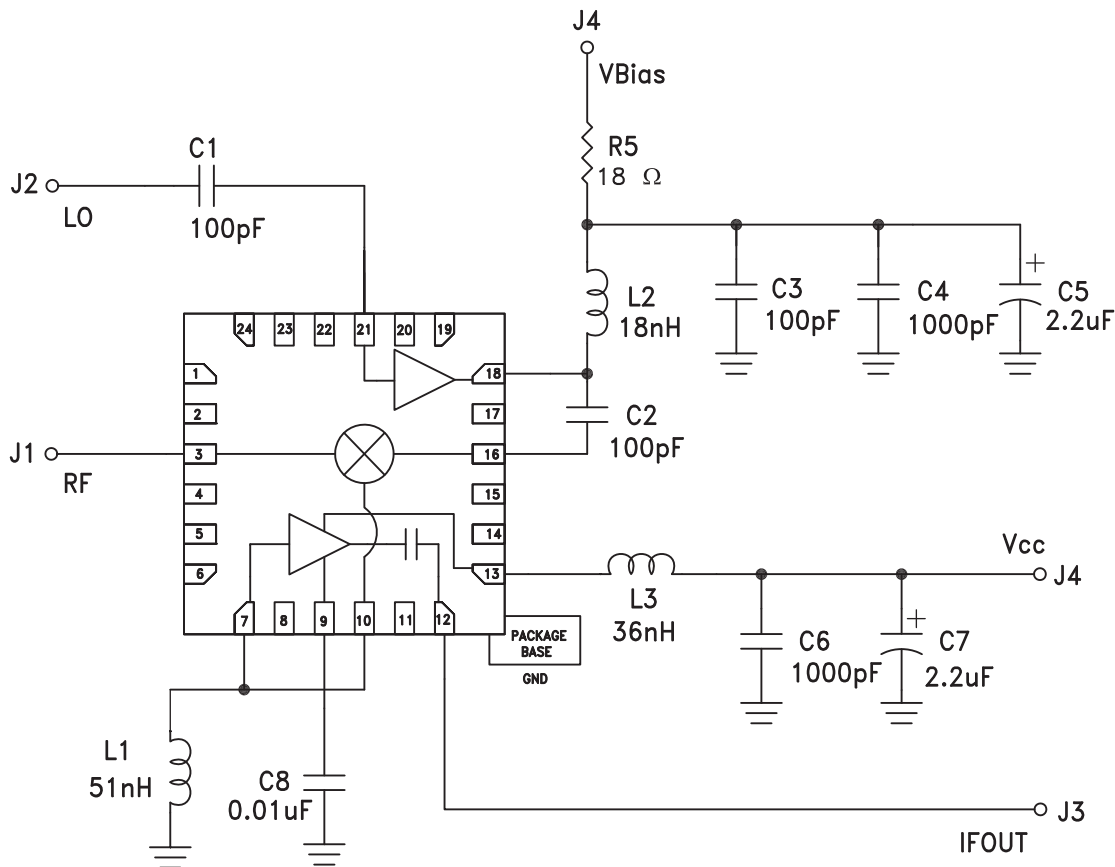 J4
VBias
R5
18 Ω
C1
100pF
J2
LO
L2
18nH
C3
100pF
C4
1000pF
+
C5
2.2uF
24
23
22
21
20
19
1
2
3
4
5
6
18
17
16
15
14
13
7
8
9
10
11
12
C2
100pF
J1
RF
Vcc
J4
L3
36nH
C6
1000pF
+
C7
2.2uF
PACKAGE
BASE
GND
L1
51nH
C8
0.01uF
J3
IFOUT